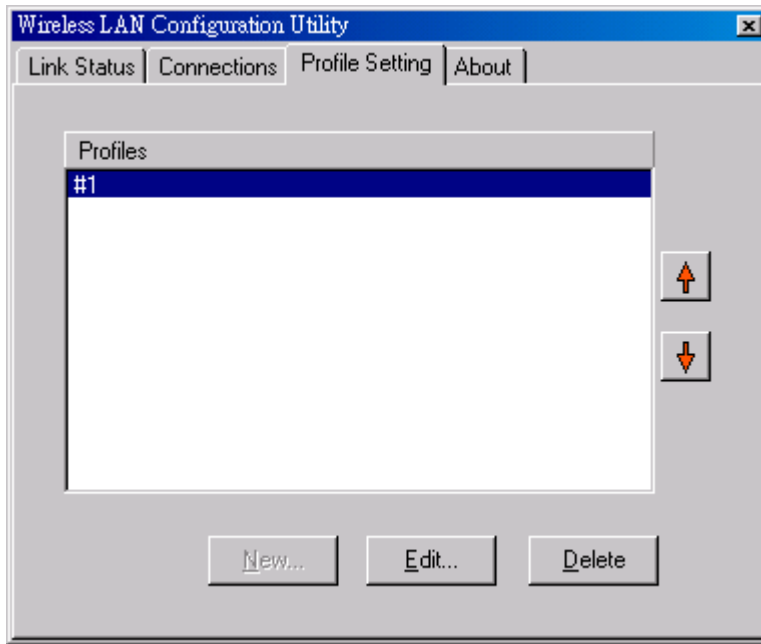 Wireless LAN Configuration Utility
Link Status Connections Profile Setting About
Profiles
#1
New... Edit... Delete